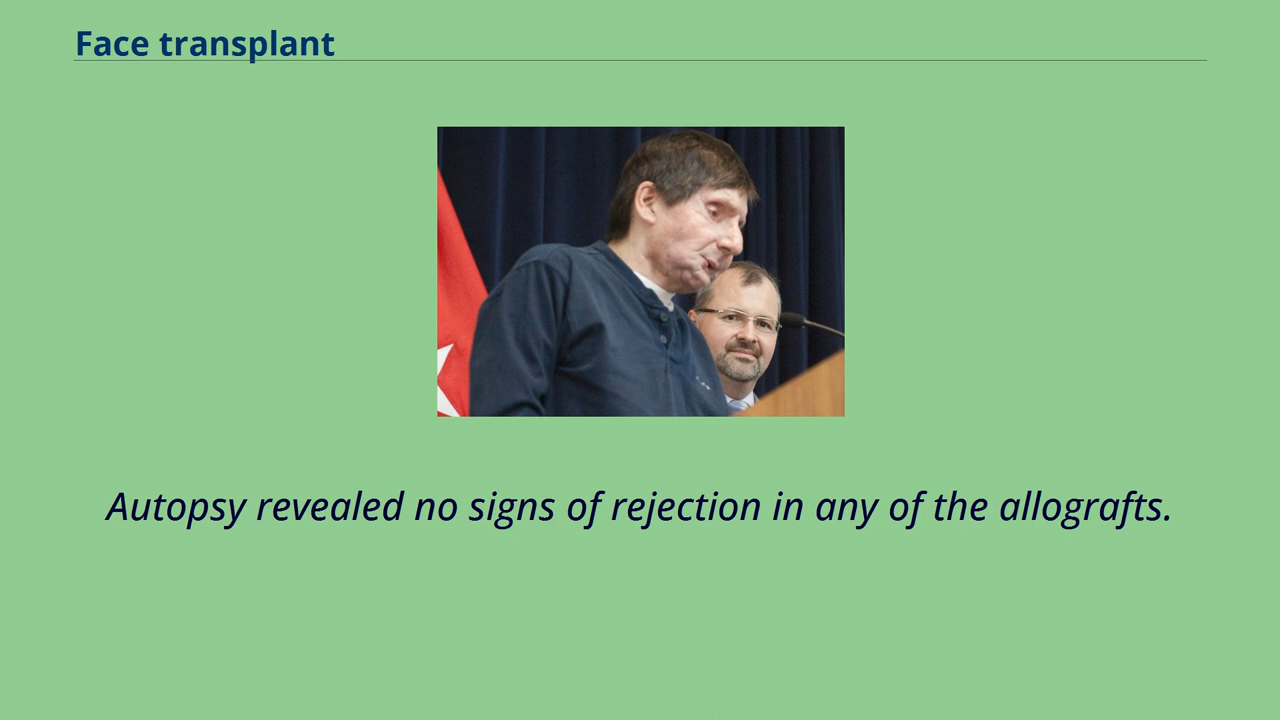 Face transplant
Autopsy revealed no signs of rejection in any of the allografts.